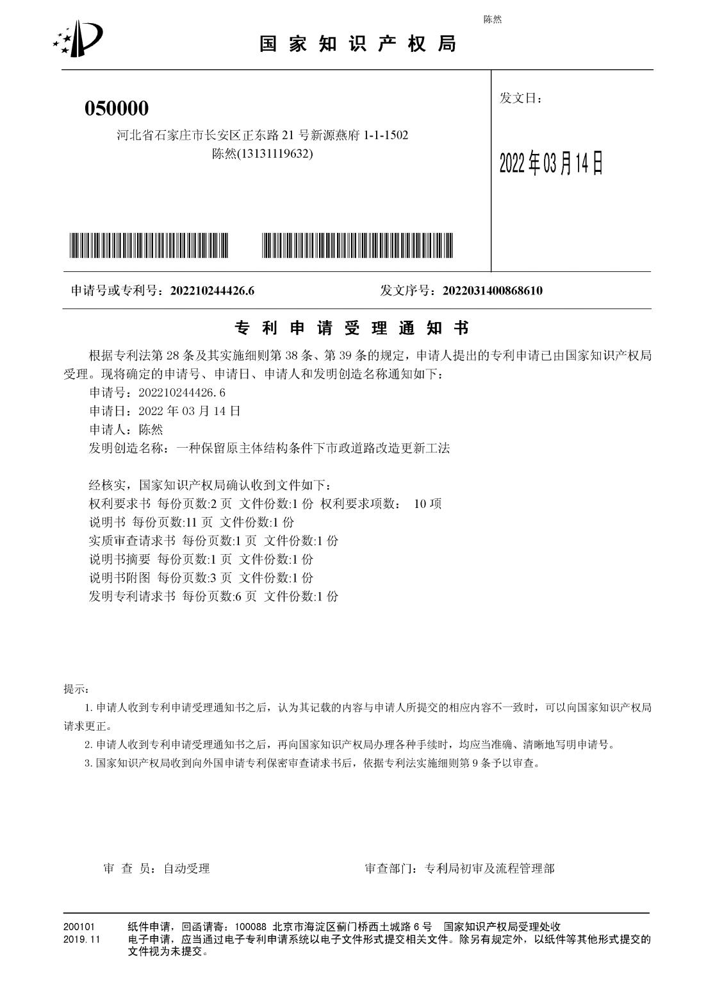 陈然
国家知识产权局
050000
河北省石家庄市长安区正东路 21 号新源燕府 1-1-1502
陈然(13131119632)
发文日：
2022 年 03 月 14 日
申请号或专利号：202210244426.6 发文序号：2022031400868610
专利申请受理通知书
根据专利法第 28 条及其实施细则第 38 条、第 39 条的规定，申请人提出的专利申请已由国家知识产权局
受理。现将确定的申请号、申请日、申请人和发明创造名称通知如下：
申请号：202210244426.6
申请日：2022 年 03 月 14 日
申请人：陈然
发明创造名称：一种保留原主体结构条件下市政道路改造更新工法
经核实，国家知识产权局确认收到文件如下：
权利要求书 每份页数:2 页 文件份数:1 份 权利要求项数： 10 项
说明书 每份页数:11 页 文件份数:1 份
实质审查请求书 每份页数:1 页 文件份数:1 份
说明书摘要 每份页数:1 页 文件份数:1 份
说明书附图 每份页数:3 页 文件份数:1 份
发明专利请求书 每份页数:6 页 文件份数:1 份
提示：
1. 申请人收到专利申请受理通知书之后，认为其记载的内容与申请人所提交的相应内容不一致时，可以向国家知识产权局
请求更正。
2. 申请人收到专利申请受理通知书之后，再向国家知识产权局办理各种手续时，均应当准确、清晰地写明申请号。
3. 国家知识产权局收到向外国申请专利保密审查请求书后，依据专利法实施细则第 9 条予以审查。
审 查 员：自动受理 审查部门：专利局初审及流程管理部
200101 纸件申请，回函请寄：100088 北京市海淀区蓟门桥西土城路 6 号 国家知识产权局受理处收
2019.11 电子申请，应当通过电子专利申请系统以电子文件形式提交相关文件。除另有规定外，以纸件等其他形式提交的
文件视为未提交。